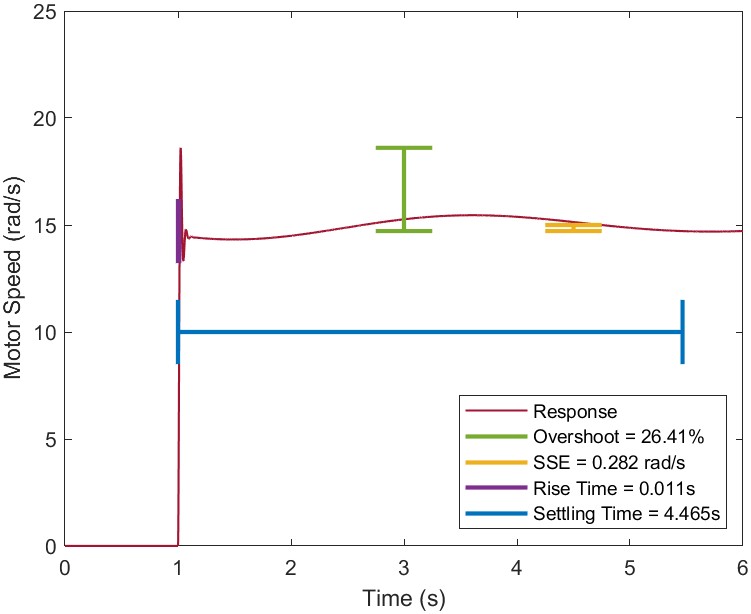 25
20
15
10
5
0
Motor Speed (rad/s)
Response
Overshoot = 26.41%
SSE = 0.282 rad/s
Rise Time = 0.011s
Settling Time = 4.465s
0 1 2 3 4 5 6
Time (s)